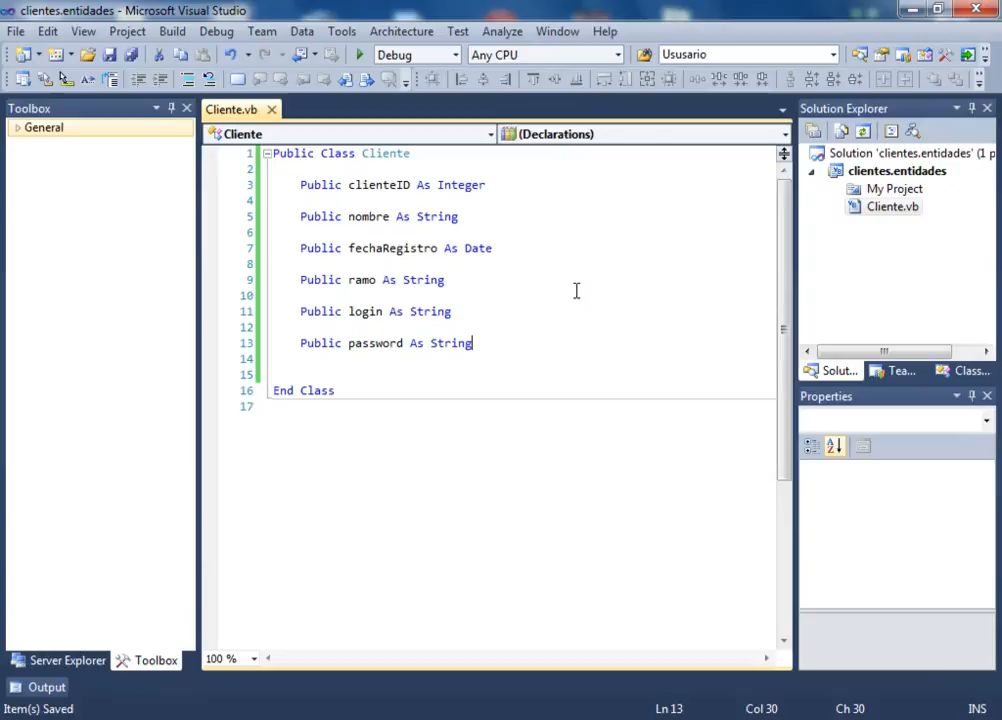 clientes.entidades - Microsoft Visual Studio
File Edit View Project Build Debug Team Data Tools Architecture Test Analyze Window Help
Debug Any CPU Ususario
Toolbox
General
Cliente.vb
Cliente (Declarations)
1 Public Class Cliente
2
3 Public clienteID As Integer
4
5 Public nombre As String
6
7 Public fechaRegistro As Date
8
9 Public ramo As String
10
11 Public login As String
12
13 Public password As String
14
15
16 End Class
17
100 %
Solution Explorer
Solution 'clientes.entidades' (1 p
clientes.entidades
My Project
Cliente.vb
Solut... Tea... Class...
Properties
Server Explorer Toolbox
Output
Item(s) Saved Ln 13 Col 30 Ch 30 INS